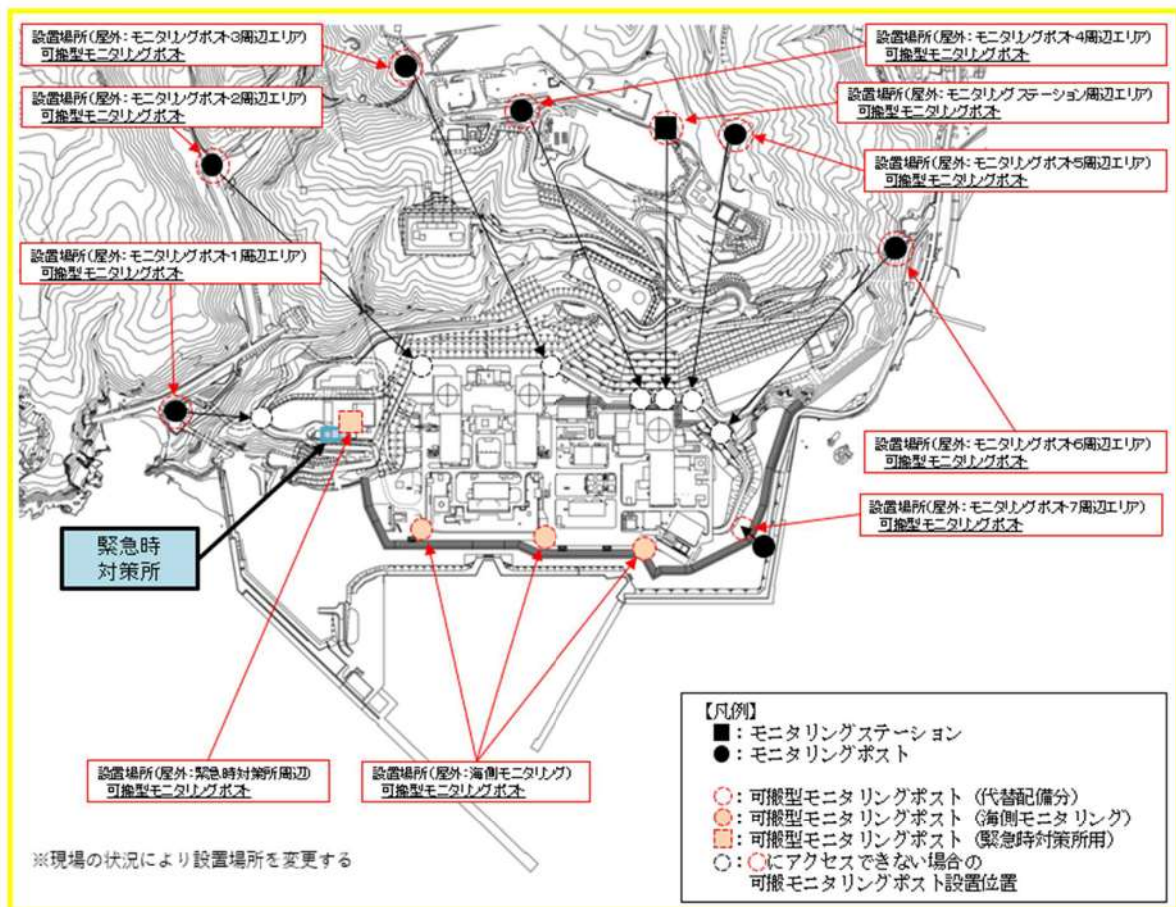 設置場所(屋外:モニタリングポスト3周辺エリア)
可搬型モニタリングポスト
設置場所(屋外:モニタリングポスト4周辺エリア)
可搬型モニタリングポスト
設置場所(屋外:モニタリングポスト2周辺エリア)
可搬型モニタリングポスト
設置場所(屋外:モニタリングステーション周辺エリア)
可搬型モニタリングポスト
設置場所(屋外:モニタリングポスト5周辺エリア)
可搬型モニタリングポスト
設置場所(屋外:モニタリングポスト1周辺エリア)
可搬型モニタリングポスト
設置場所(屋外:モニタリングポスト6周辺エリア)
可搬型モニタリングポスト
設置場所(屋外:モニタリングポスト7周辺エリア)
可搬型モニタリングポスト
緊急時
対策所
設置場所(屋外:緊急時対策所周辺)
可搬型モニタリングポスト
設置場所(屋外:海側モニタリング)
可搬型モニタリングポスト
【凡例】
■:モニタリングステーション
●:モニタリングポスト
○:可搬型モニタリングポスト(代替配備分)
○:可搬型モニタリングポスト(海側モニタリング)
□:可搬型モニタリングポスト(緊急時対策所用)
○:○にアクセスできない場合の
可搬モニタリングポスト設置位置
※現場の状況により設置場所を変更する